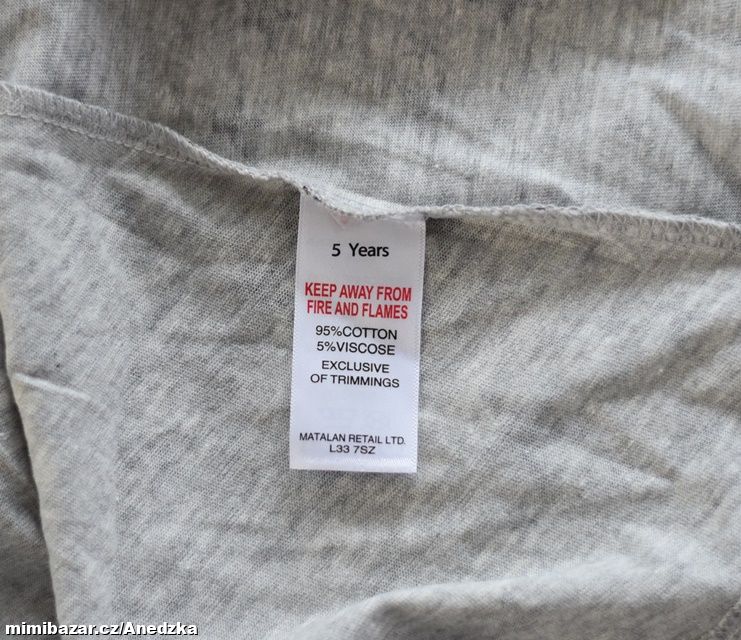 5 Years
KEEP AWAY FROM
FIRE AND FLAMES
95%COTTON
5%VISCOSE
EXCLUSIVE
OF TRIMMINGS
MATALAN RETAIL LTD.
L33 7SZ
mimibazar.cz/Anedzka